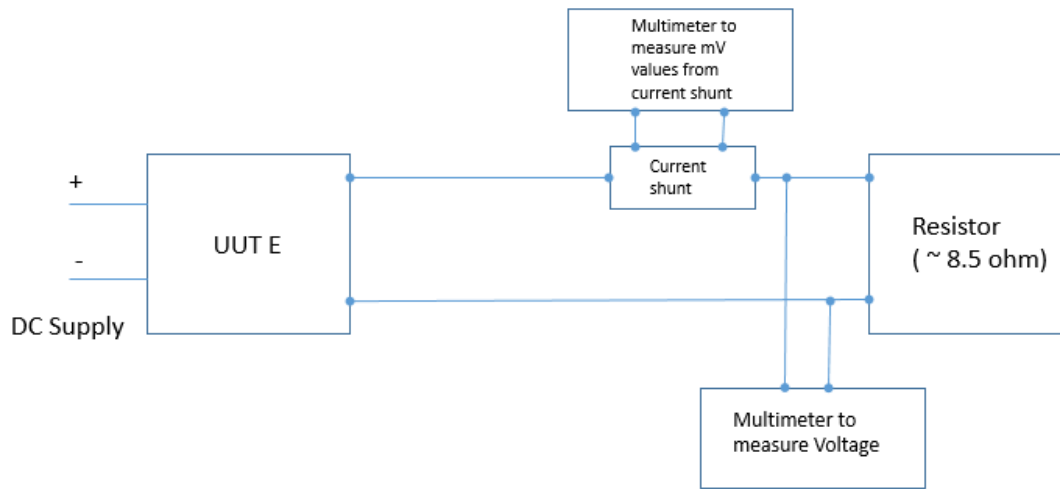 Multimeter to
measure mV
values from
current shunt
+
Current
shunt
UUT E
Resistor
( ~ 8.5 ohm)
-
DC Supply
Multimeter to
measure Voltage